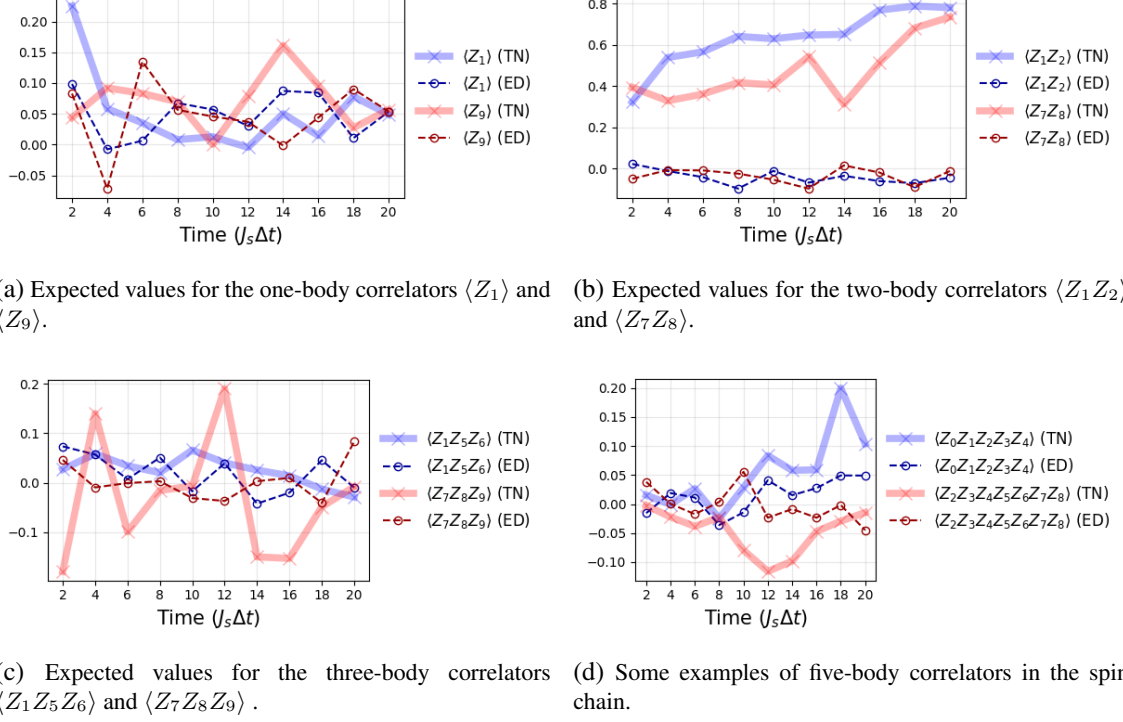 0.20
0.15
0.10
0.05
0.00
−0.05
2 4 6 8 10 12 14 16 18 20
Time (JₛΔt)
⟨Z₁⟩ (TN)
⟨Z₁⟩ (ED)
⟨Z₉⟩ (TN)
⟨Z₉⟩ (ED)
0.8
0.6
0.4
0.2
0.0
2 4 6 8 10 12 14 16 18 20
Time (JₛΔt)
⟨Z₁Z₂⟩ (TN)
⟨Z₁Z₂⟩ (ED)
⟨Z₇Z₈⟩ (TN)
⟨Z₇Z₈⟩ (ED)
(a) Expected values for the one-body correlators ⟨Z₁⟩ and
⟨Z₉⟩.
(b) Expected values for the two-body correlators ⟨Z₁Z₂⟩
and ⟨Z₇Z₈⟩.
0.2
0.1
0.0
−0.1
2 4 6 8 10 12 14 16 18 20
Time (JₛΔt)
⟨Z₁Z₅Z₆⟩ (TN)
⟨Z₁Z₅Z₆⟩ (ED)
⟨Z₇Z₈Z₉⟩ (TN)
⟨Z₇Z₈Z₉⟩ (ED)
0.20
0.15
0.10
0.05
0.00
−0.05
−0.10
2 4 6 8 10 12 14 16 18 20
Time (JₛΔt)
⟨Z₀Z₁Z₂Z₃Z₄⟩ (TN)
⟨Z₀Z₁Z₂Z₃Z₄⟩ (ED)
⟨Z₂Z₃Z₄Z₅Z₆Z₇Z₈⟩ (TN)
⟨Z₂Z₃Z₄Z₅Z₆Z₇Z₈⟩ (ED)
(c) Expected values for the three-body correlators
⟨Z₁Z₅Z₆⟩ and ⟨Z₇Z₈Z₉⟩ .
(d) Some examples of five-body correlators in the spin
chain.